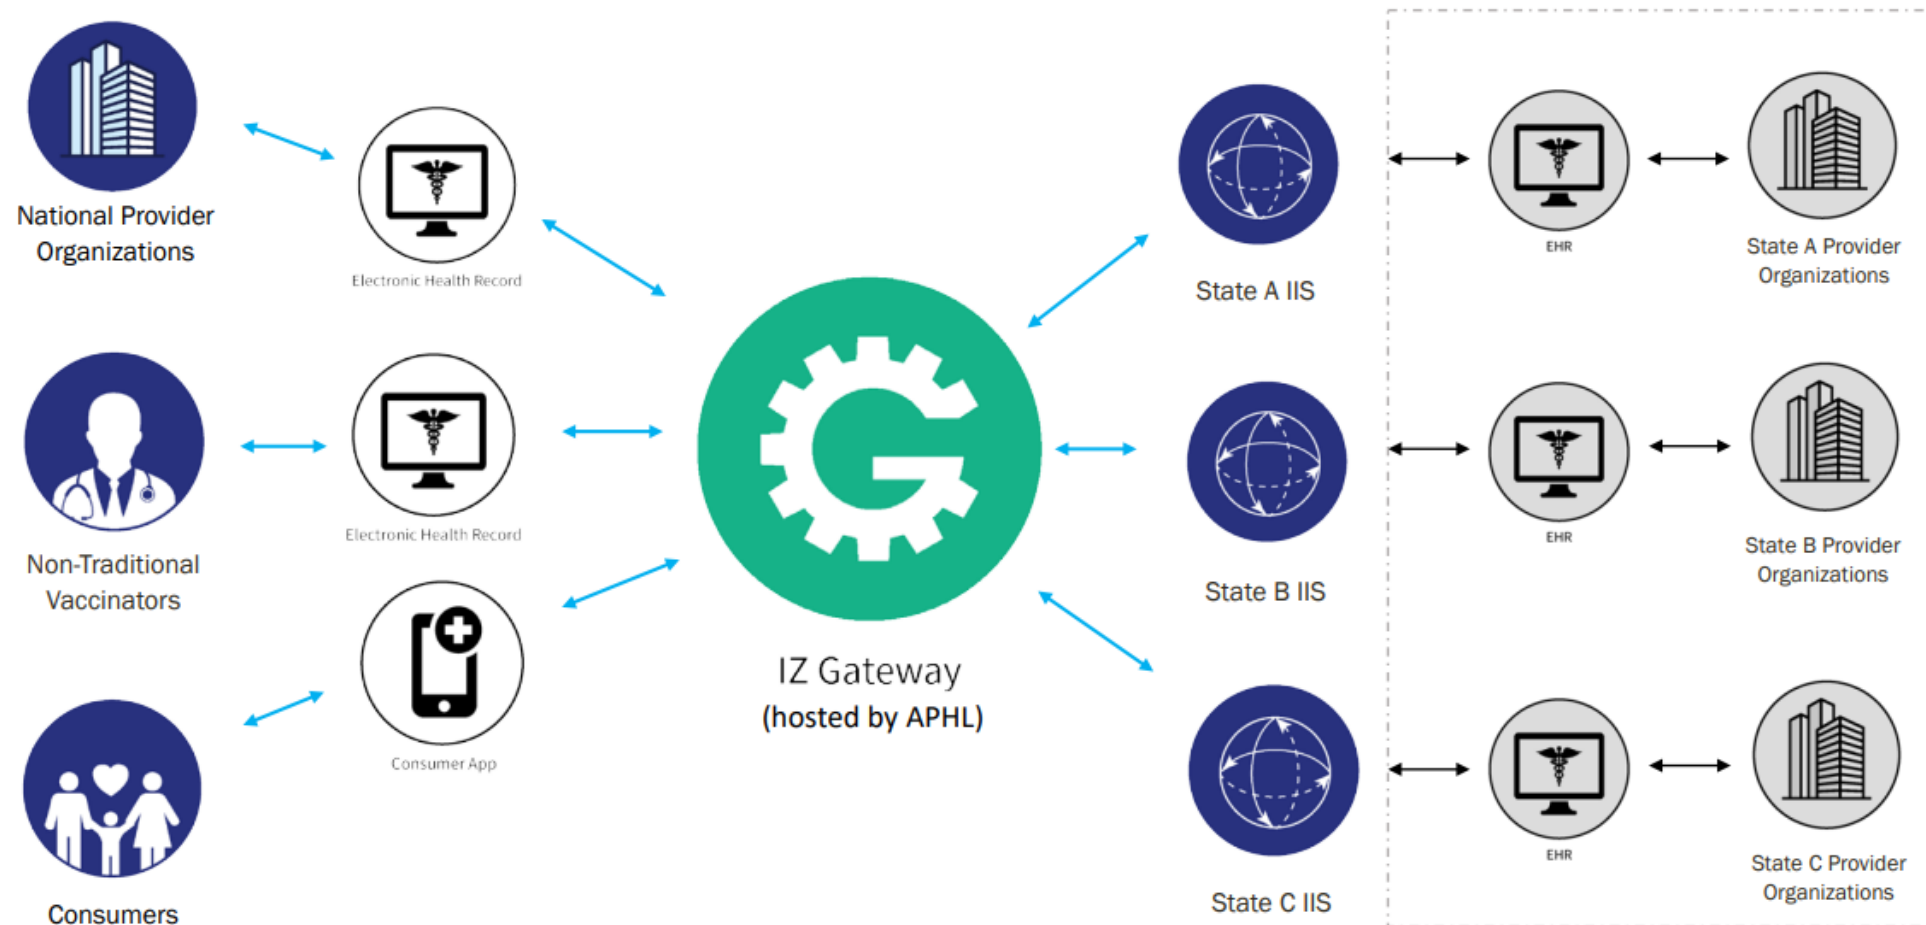 National Provider
Organizations
Electronic Health Record
Non-Traditional
Vaccinators
Electronic Health Record
Consumers
Consumer App
IZ Gateway
(hosted by APHL)
State A IIS
State B IIS
State C IIS
EHR
State A Provider
Organizations
EHR
State B Provider
Organizations
EHR
State C Provider
Organizations